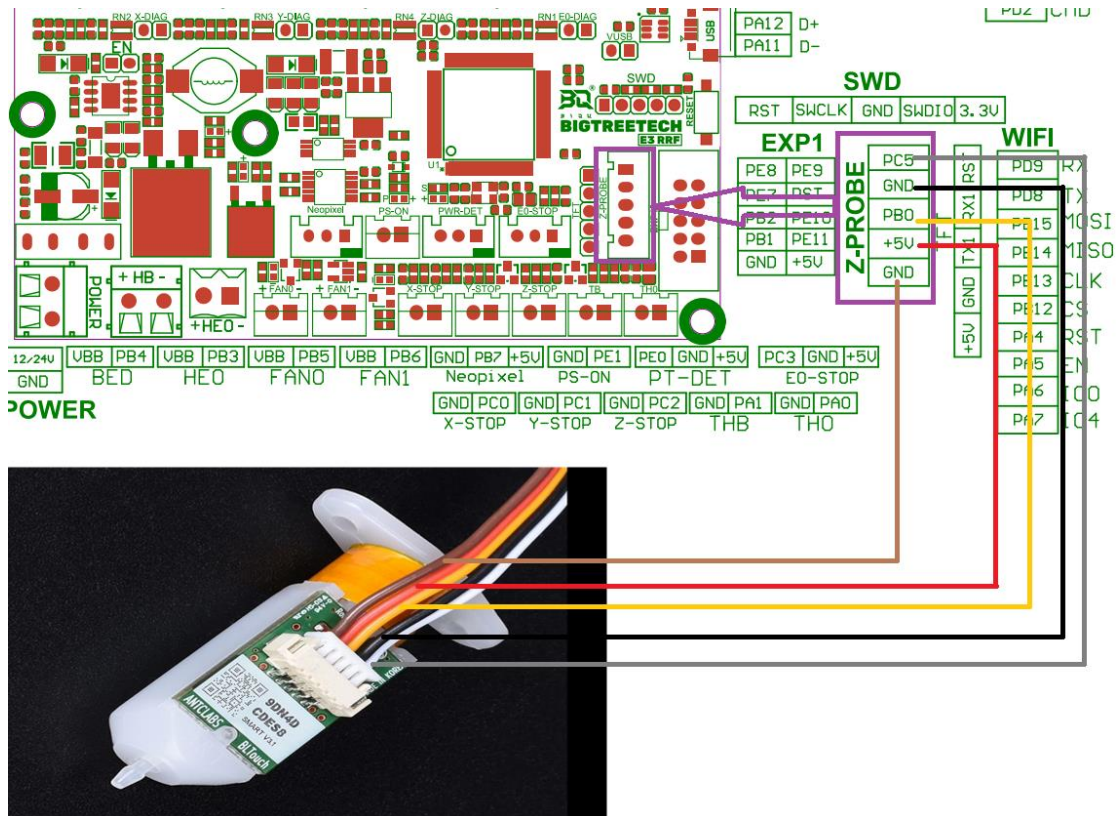 RN2 X-DIAG
RN3 Y-DIAG
RN4 Z-DIAG
RN1 E0-DIAG
EN
VUSB
USB
PA12 D+
PA11 D-
PD2 CMD
SWD
RESET
BIGTREETECH
E3 RRF
U1
SWD
RST SWCLK GND SWDIO 3.3V
EXP1
PE8 PE9
PE7 RST
PB2 PE10
PB1 PE11
GND +5V
Z-PROBE
PC5
GND
PB0
+5V
GND
RST
RX1
TX1
GND
+5V
WIFI
PD9 RX
PD8 TX
PB15 MOSI
PB14 MISO
PB13 CLK
PB12 CS
PA4 RST
PA5 EN
PA6 IO0
PA7 IO4
Neopixel
PS-ON
PWR-DET
E0-STOP
Z-PROBE
POWER
+ HB -
+HE0 -
+ FAN0 -
+ FAN1 -
X-STOP
Y-STOP
Z-STOP
TB
TH0
12/24V
GND
POWER
VBB PB4
BED
VBB PB3
HE0
VBB PB5
FAN0
VBB PB6
FAN1
GND PB7 +5V
Neopixel
GND PE1
PS-ON
PE0 GND +5V
PT-DET
PC3 GND +5V
E0-STOP
GND PC0
X-STOP
GND PC1
Y-STOP
GND PC2
Z-STOP
GND PA1
THB
GND PA0
TH0
9DN4D
CDES8
SMART V3.1
ANTCLABS
BLTouch